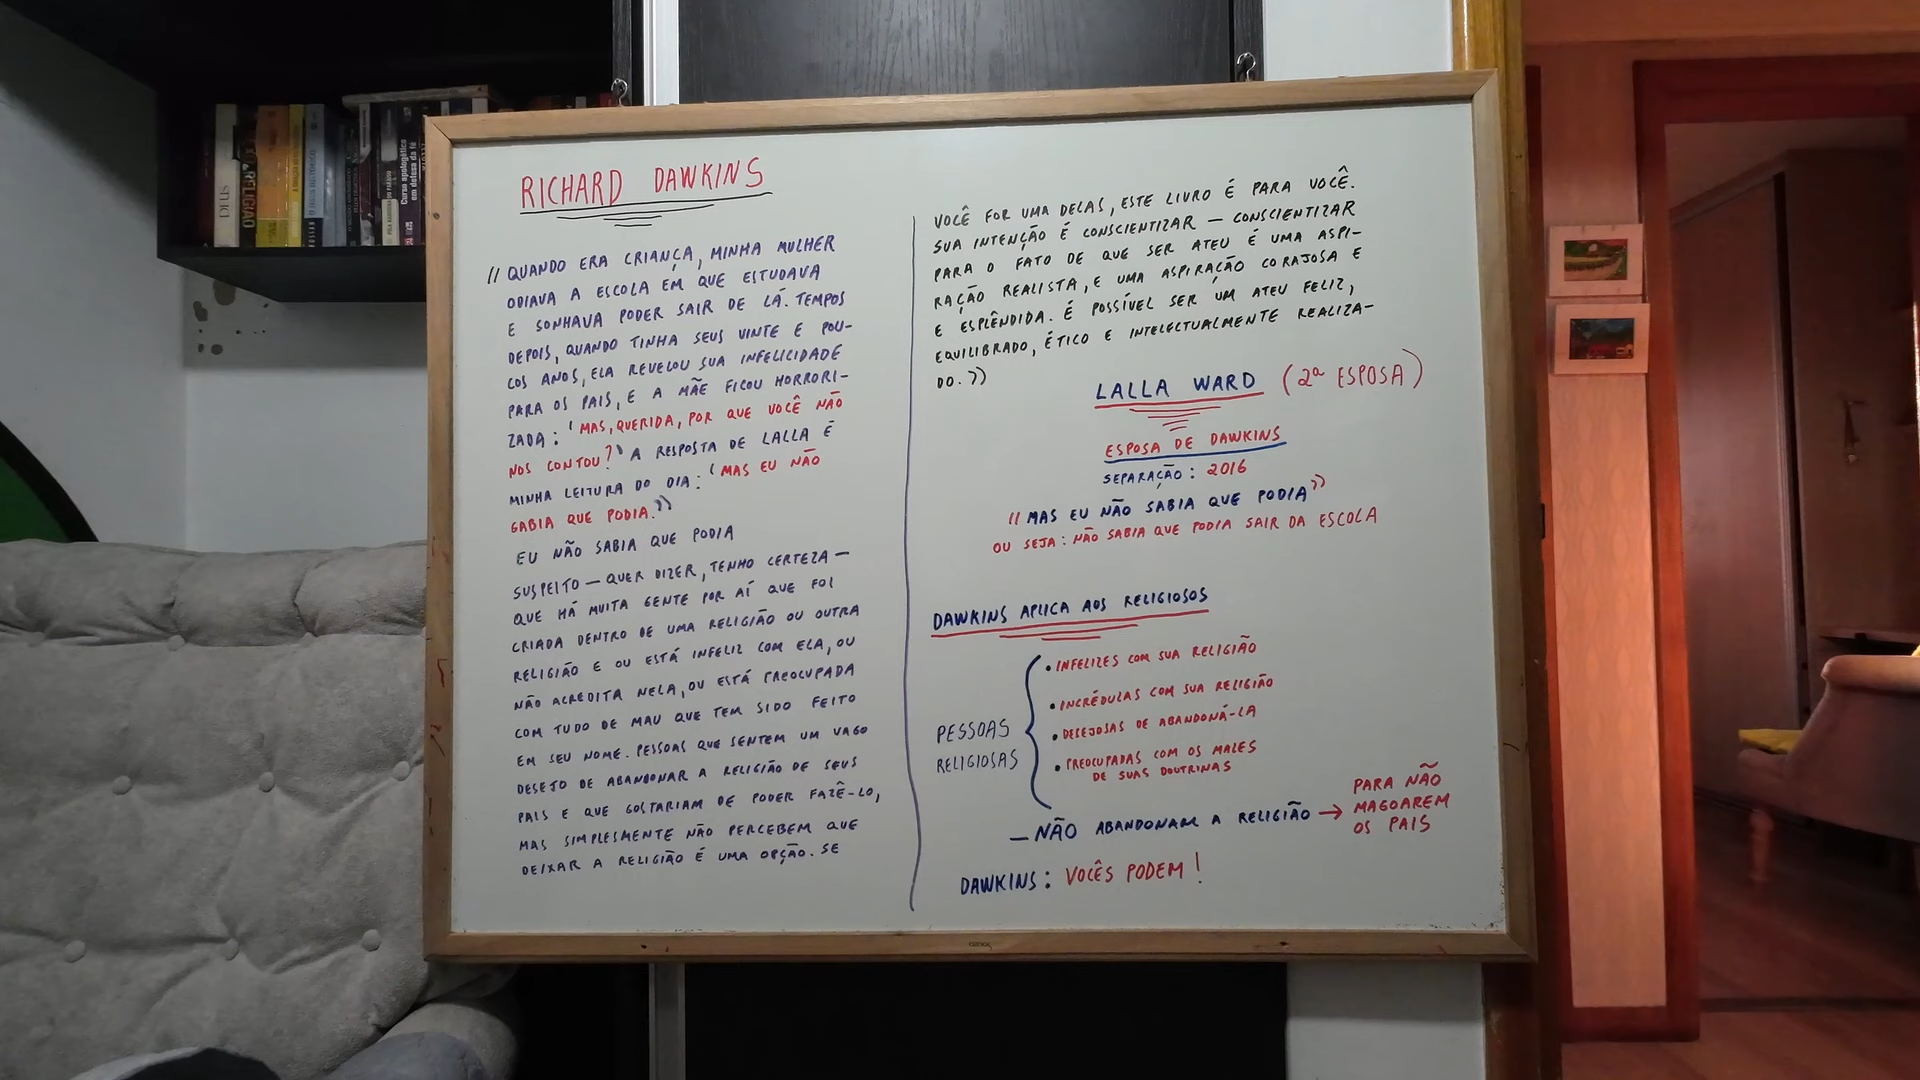 RICHARD DAWKINS
"QUANDO ERA CRIANÇA, MINHA MULHER
ODIAVA A ESCOLA EM QUE ESTUDAVA
E SONHAVA PODER SAIR DE LÁ. TEMPOS
DEPOIS, QUANDO TINHA SEUS VINTE E POU-
COS ANOS, ELA REVELOU SUA INFELICIDADE
PARA OS PAIS, E A MÃE FICOU HORRORI-
ZADA: 'MAS, QUERIDA, POR QUE VOCÊ NÃO
NOS CONTOU?' A RESPOSTA DE LALLA É
MINHA LEITURA DO DIA: 'MAS EU NÃO
SABIA QUE PODIA.'"
EU NÃO SABIA QUE PODIA
SUSPEITO — QUER DIZER, TENHO CERTEZA —
QUE HÁ MUITA GENTE POR AÍ QUE FOI
CRIADA DENTRO DE UMA RELIGIÃO OU OUTRA
RELIGIÃO E OU ESTÁ INFELIZ COM ELA, OU
NÃO ACREDITA NELA, OU ESTÁ PREOCUPADA
COM TUDO DE MAU QUE TEM SIDO FEITO
EM SEU NOME. PESSOAS QUE SENTEM UM VAGO
DESEJO DE ABANDONAR A RELIGIÃO DE SEUS
PAIS E QUE GOSTARIAM DE PODER FAZÊ-LO,
MAS SIMPLESMENTE NÃO PERCEBEM QUE
DEIXAR A RELIGIÃO É UMA OPÇÃO. SE
VOCÊ FOR UMA DELAS, ESTE LIVRO É PARA VOCÊ.
SUA INTENÇÃO É CONSCIENTIZAR — CONSCIENTIZAR
PARA O FATO DE QUE SER ATEU É UMA ASPI-
RAÇÃO REALISTA, E UMA ASPIRAÇÃO CORAJOSA E
E ESPLÊNDIDA. É POSSÍVEL SER UM ATEU FELIZ,
EQUILIBRADO, ÉTICO E INTELECTUALMENTE REALIZA-
DO."
LALLA WARD (2ª ESPOSA)
ESPOSA DE DAWKINS
SEPARAÇÃO: 2016
"MAS EU NÃO SABIA QUE PODIA"
OU SEJA: NÃO SABIA QUE PODIA SAIR DA ESCOLA
DAWKINS APLICA AOS RELIGIOSOS
PESSOAS
RELIGIOSAS
• INFELIZES COM SUA RELIGIÃO
• INCRÉDULAS COM SUA RELIGIÃO
• DESEJOSAS DE ABANDONÁ-LA
• PREOCUPADAS COM OS MALES
DE SUAS DOUTRINAS
— NÃO ABANDONAM A RELIGIÃO → PARA NÃO
MAGOAREM
OS PAIS
DAWKINS: VOCÊS PODEM!
RELIGIÃO
Curso apologética
em defesa da fé